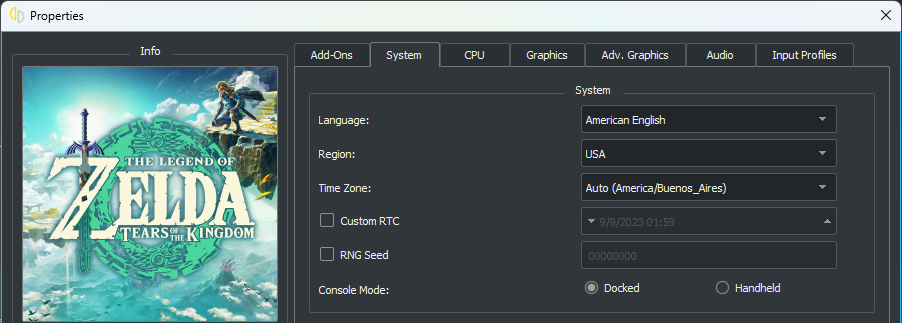 Properties
Info
Add-Ons System CPU Graphics Adv. Graphics Audio Input Profiles
THE LEGEND OF
ZELDA
TEARS OF THE KINGDOM
System
Language: American English
Region: USA
Time Zone: Auto (America/Buenos_Aires)
Custom RTC 9/9/2023 01:59
RNG Seed 00000000
Console Mode: Docked Handheld